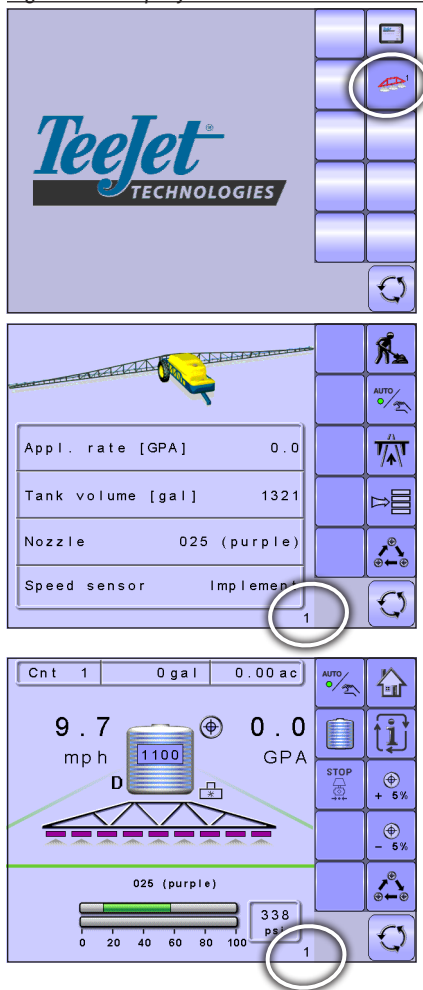 1
TeeJet®
TECHNOLOGIES
AUTO
Appl. rate [GPA] 0.0
Tank volume [gal] 1321
Nozzle 025 (purple)
Speed sensor Implement
1
Cnt 1 0 gal 0.00 ac
AUTO
9.7 0.0
mph 1100 GPA
D
STOP
+ 5%
- 5%
025 (purple)
338
psi
0 20 40 60 80 100
1